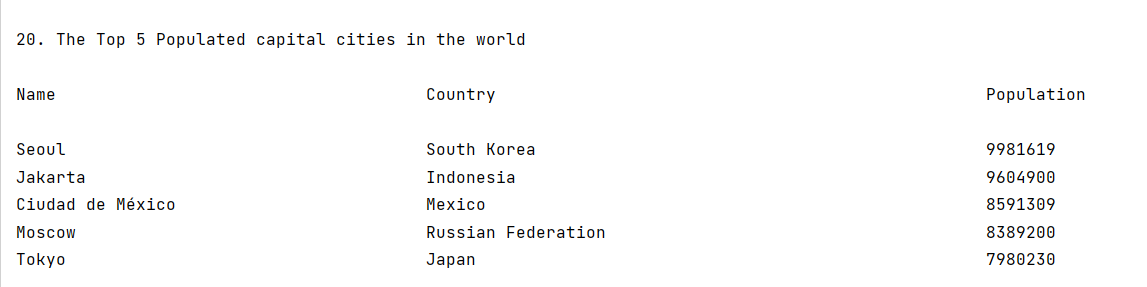 20. The Top 5 Populated capital cities in the world
Name Country Population
Seoul South Korea 9981619
Jakarta Indonesia 9604900
Ciudad de México Mexico 8591309
Moscow Russian Federation 8389200
Tokyo Japan 7980230